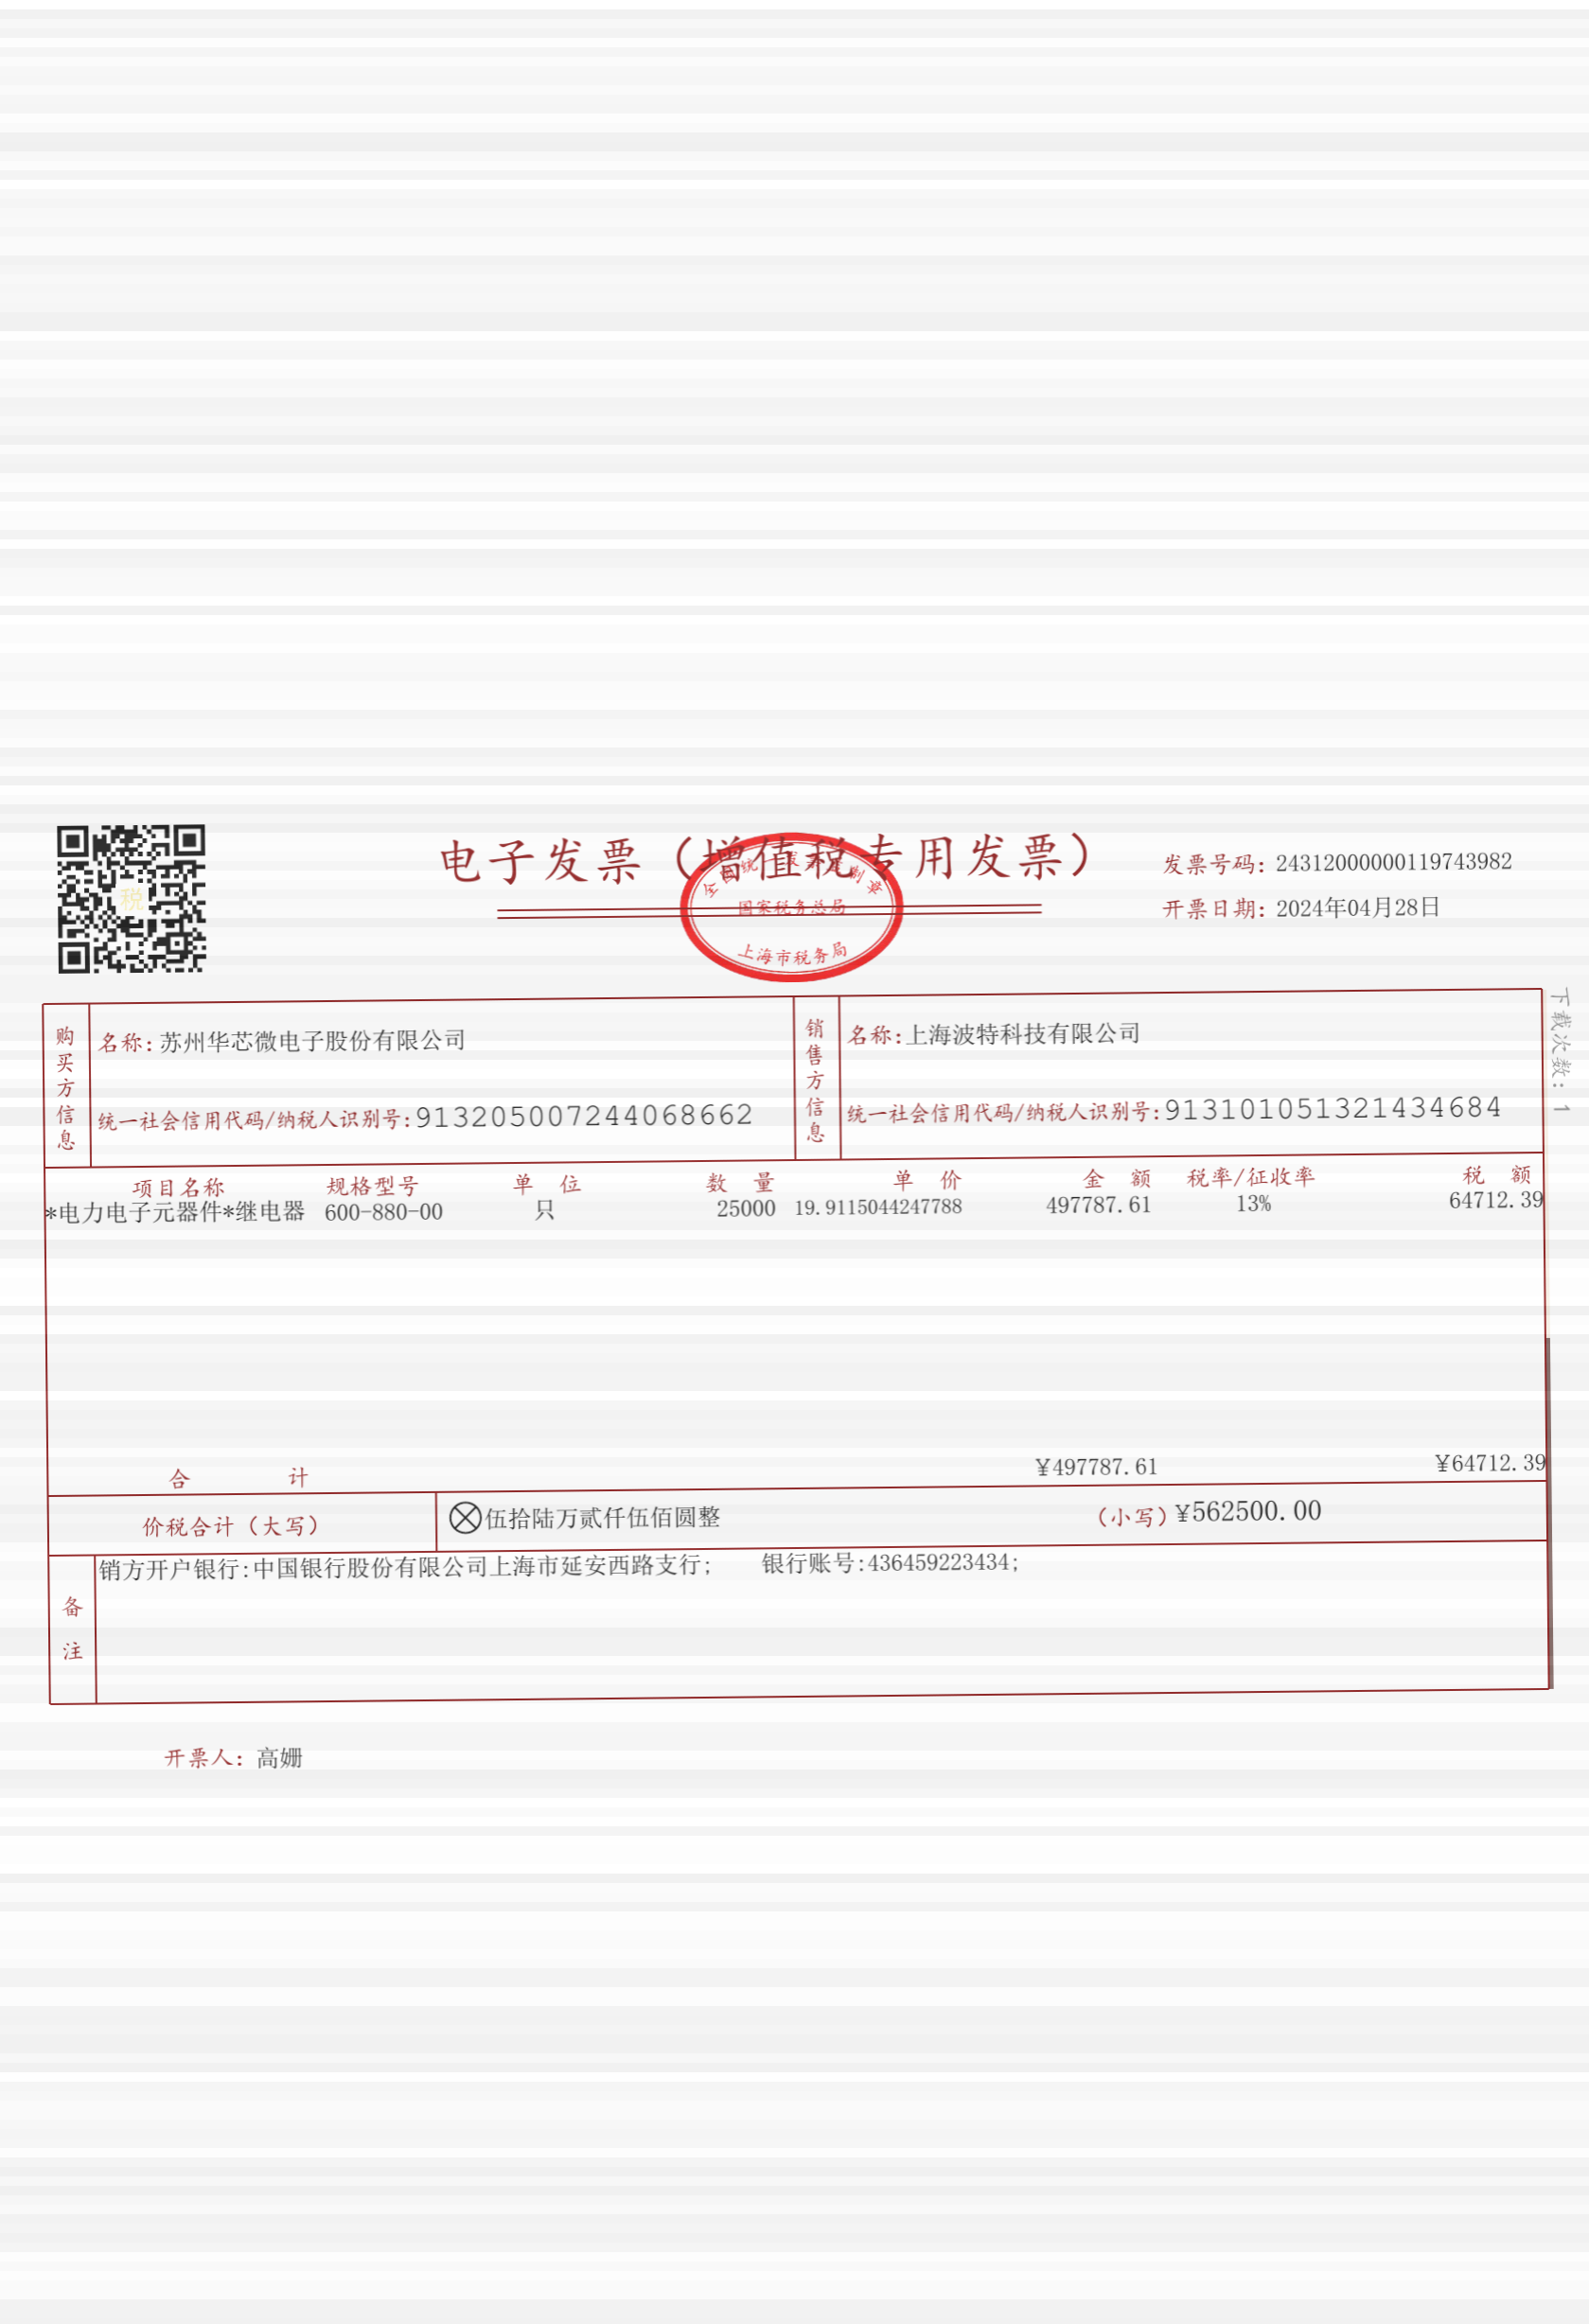 电子发票（增值税专用发票）
国家税务总局
上海市税务局
发票号码：24312000000119743982
开票日期：2024年04月28日
税
下载次数：1
购买方信息
名称：苏州华芯微电子股份有限公司
统一社会信用代码/纳税人识别号：913205007244068662
销售方信息
名称：上海波特科技有限公司
统一社会信用代码/纳税人识别号：913101051321434684
项目名称 规格型号 单位 数量 单价 金额 税率/征收率 税额
*电力电子元器件*继电器 600-880-00 只 25000 19.9115044247788 497787.61 13% 64712.39
合计 ¥497787.61 ¥64712.39
价税合计（大写） ⊗伍拾陆万贰仟伍佰圆整 （小写）¥562500.00
备注
销方开户银行:中国银行股份有限公司上海市延安西路支行; 银行账号:436459223434;
开票人：高姗